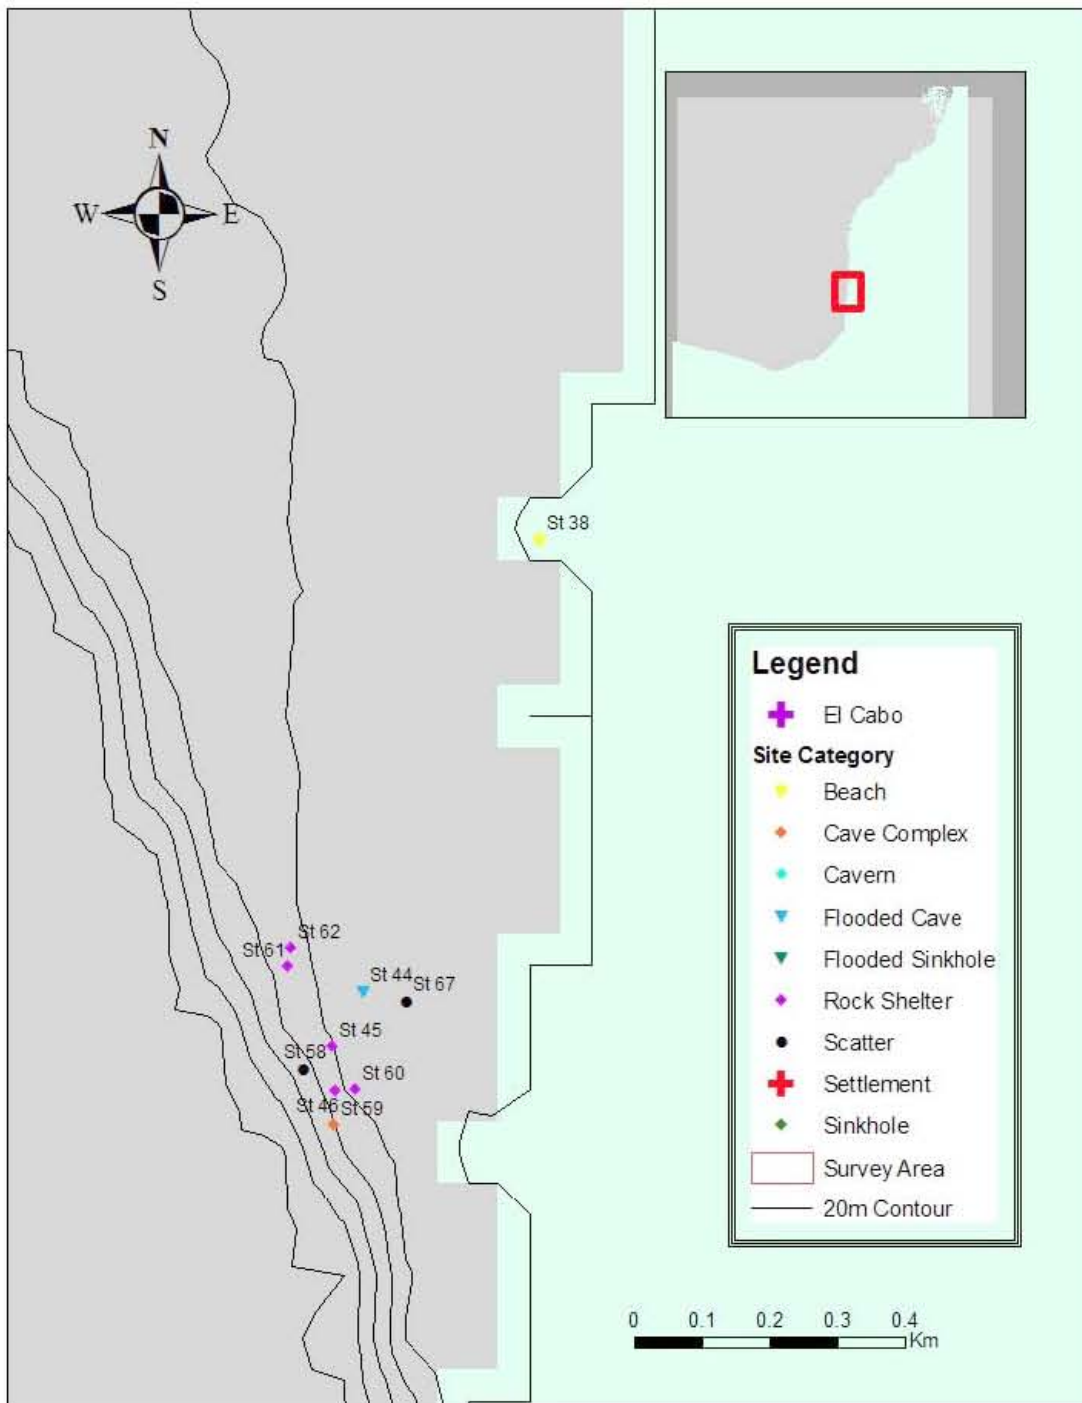 N
W
E
S
St 38
St 62
St 61
St 44
St 67
St 45
St 58
St 60
St 46
St 59
Legend
El Cabo
Site Category
Beach
Cave Complex
Cavern
Flooded Cave
Flooded Sinkhole
Rock Shelter
Scatter
Settlement
Sinkhole
Survey Area
20m Contour
0 0.1 0.2 0.3 0.4
Km